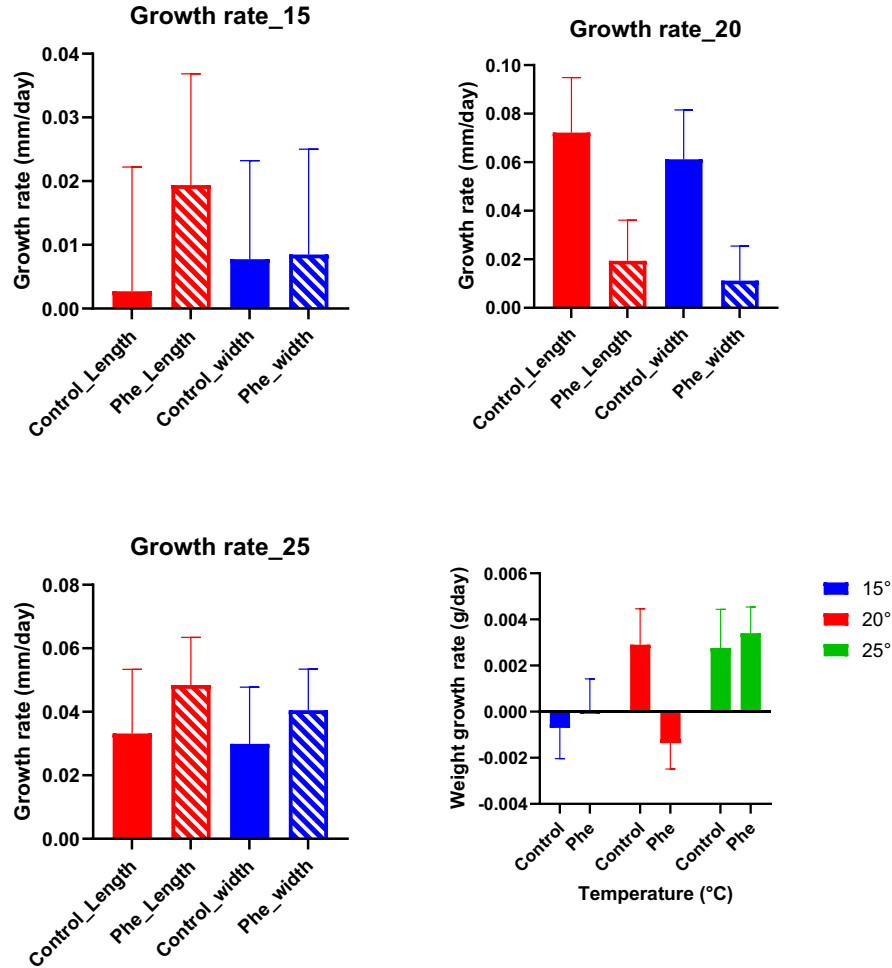 Growth rate_15
Growth rate (mm/day)
0.04
0.03
0.02
0.01
0.00
Control_Length
Phe_Length
Control_width
Phe_width
Growth rate_20
Growth rate (mm/day)
0.10
0.08
0.06
0.04
0.02
0.00
Control_Length
Phe_Length
Control_width
Phe_width
Growth rate_25
Growth rate (mm/day)
0.08
0.06
0.04
0.02
0.00
Control_Length
Phe_Length
Control_width
Phe_width
Weight growth rate (g/day)
0.006
0.004
0.002
0.000
-0.002
-0.004
Control
Phe
Control
Phe
Control
Phe
Temperature (°C)
15°
20°
25°